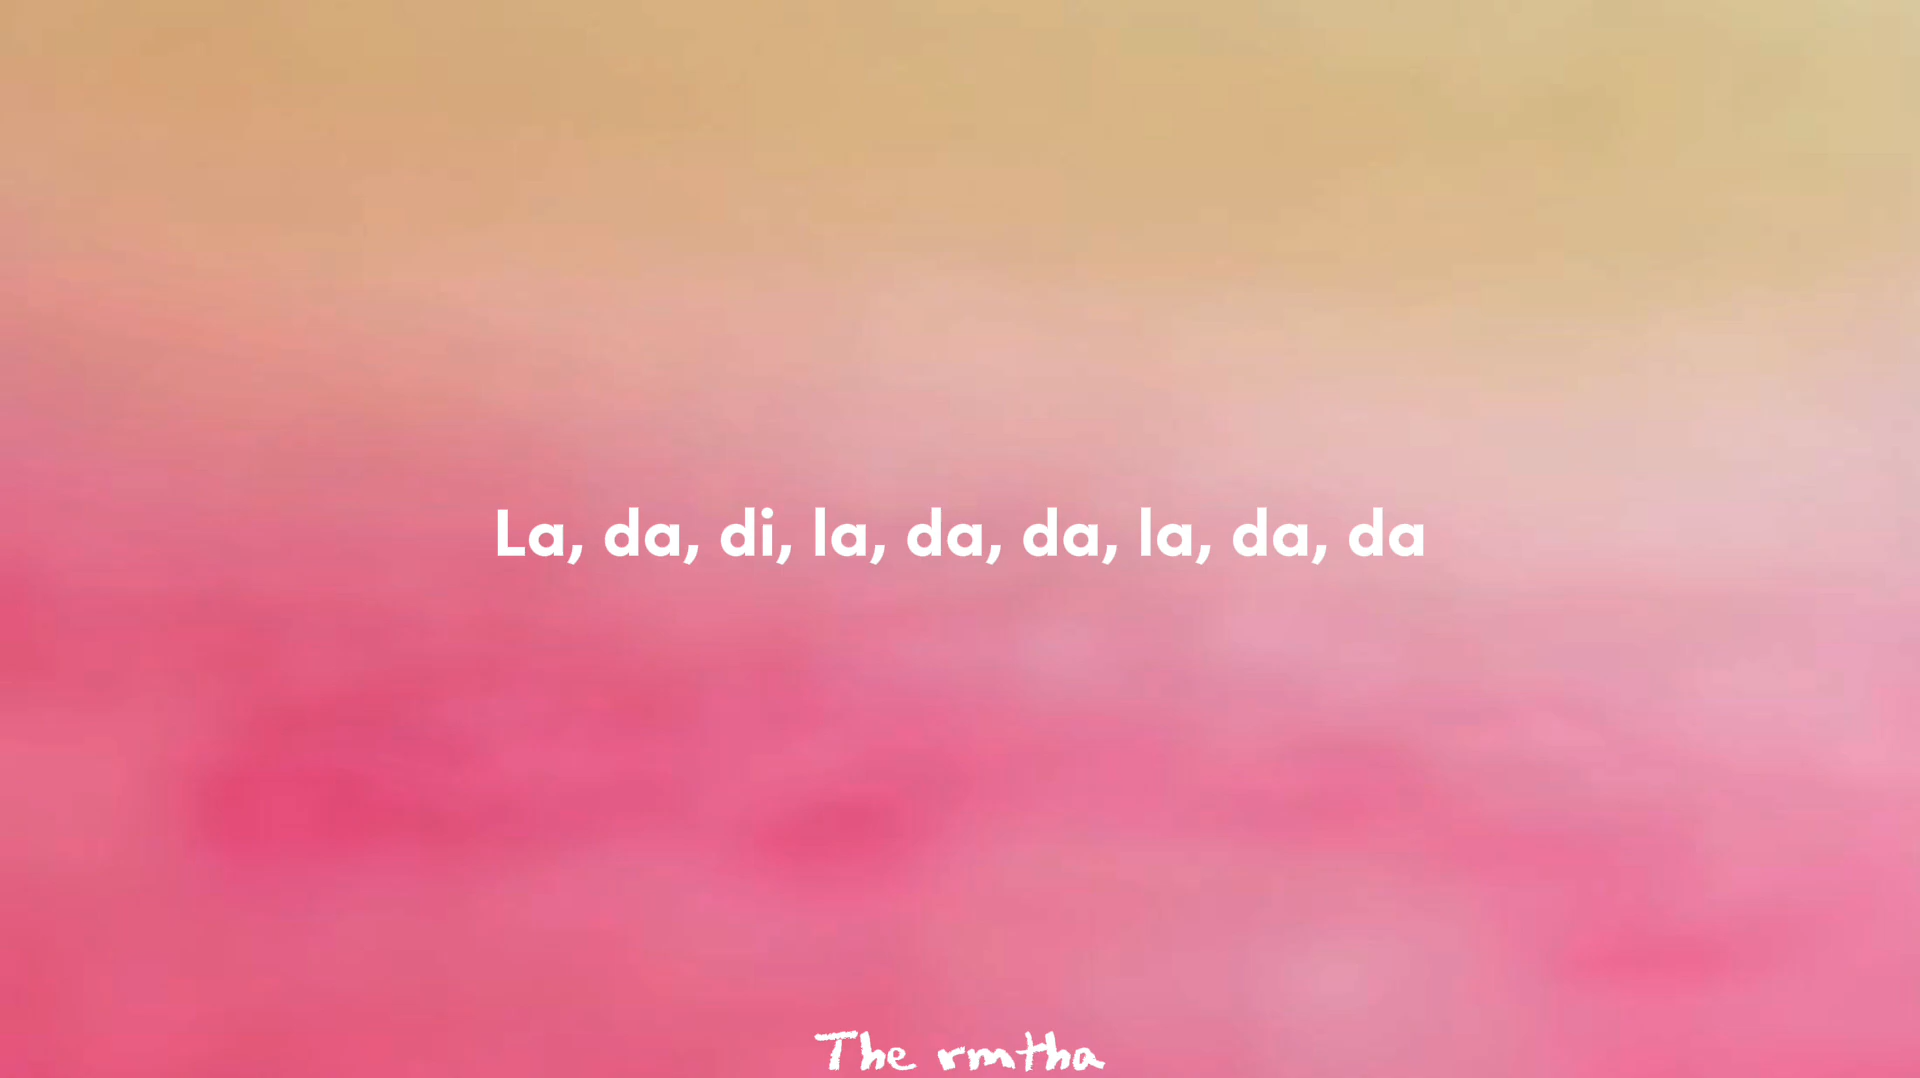 La, da, di, la, da, da, la, da, da
The rmtha